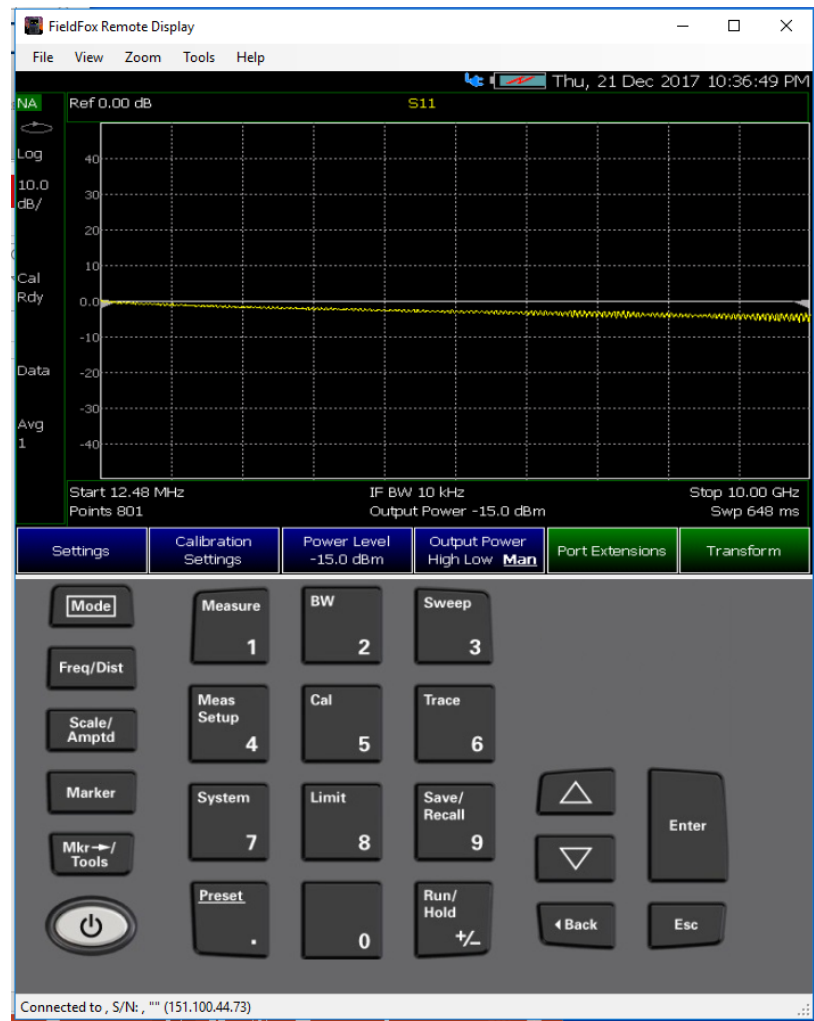 FieldFox Remote Display
File View Zoom Tools Help
Thu, 21 Dec 2017 10:36:49 PM
NA
Ref 0.00 dB
S11
Log
10.0
dB/
Cal
Rdy
Data
Avg
1
40
30
20
10
0.0
-10
-20
-30
-40
Start 12.48 MHz
IF BW 10 kHz
Stop 10.00 GHz
Points 801
Output Power -15.0 dBm
Swp 648 ms
Settings
Calibration
Settings
Power Level
-15.0 dBm
Output Power
High Low Man
Port Extensions
Transform
Mode
Freq/Dist
Scale/
Amptd
Marker
Mkr→/
Tools
Measure
1
BW
2
Sweep
3
Meas
Setup
4
Cal
5
Trace
6
System
7
Limit
8
Save/
Recall
9
Preset
.
0
Run/
Hold
+/-
Enter
Back
Esc
Connected to , S/N: , "" (151.100.44.73)